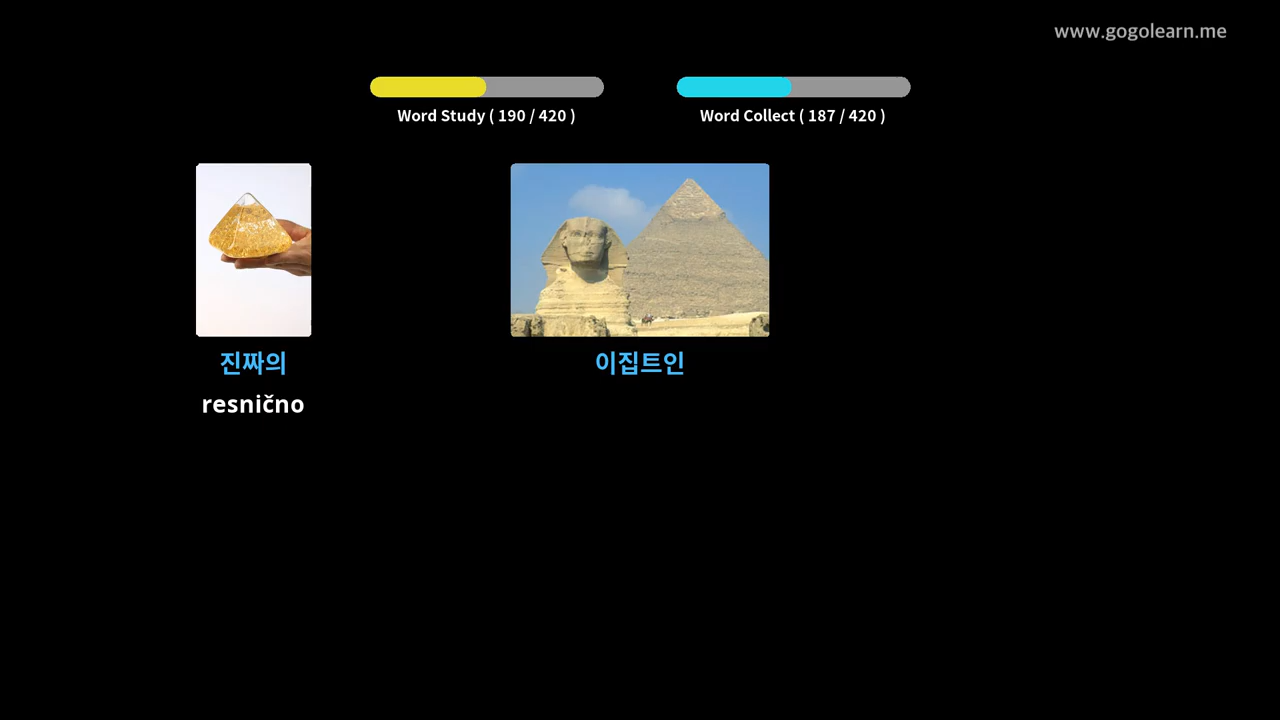 www.gogolearn.me
Word Study ( 190 / 420 )
Word Collect ( 187 / 420 )
진짜의
resnično
이집트인